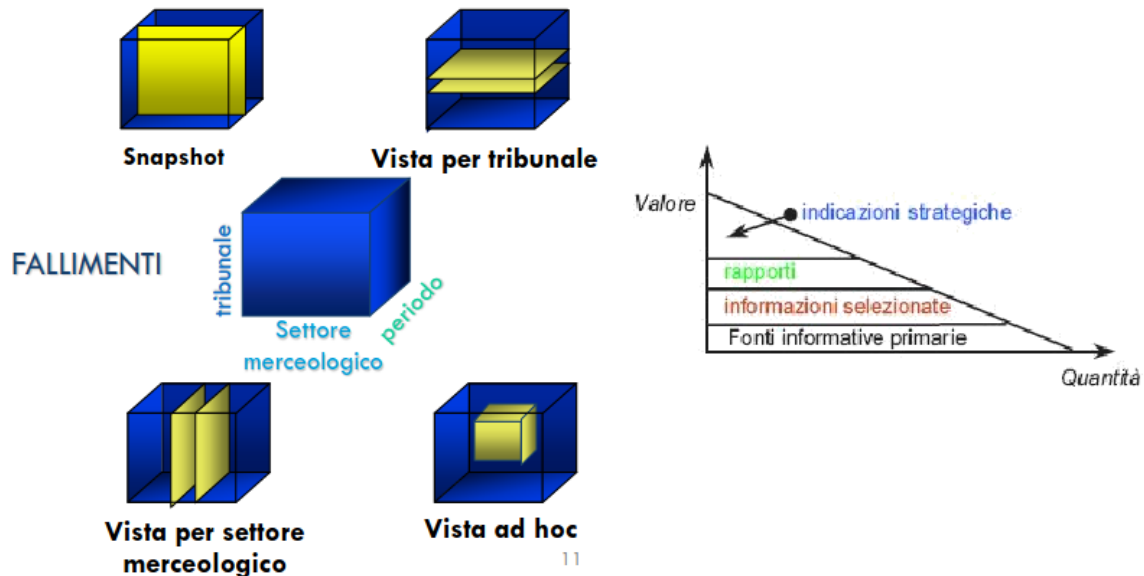 Snapshot
Vista per tribunale
FALLIMENTI
tribunale
Settore
merceologico
periodo
Vista per settore
merceologico
Vista ad hoc
11
Valore
indicazioni strategiche
rapporti
informazioni selezionate
Fonti informative primarie
Quantità